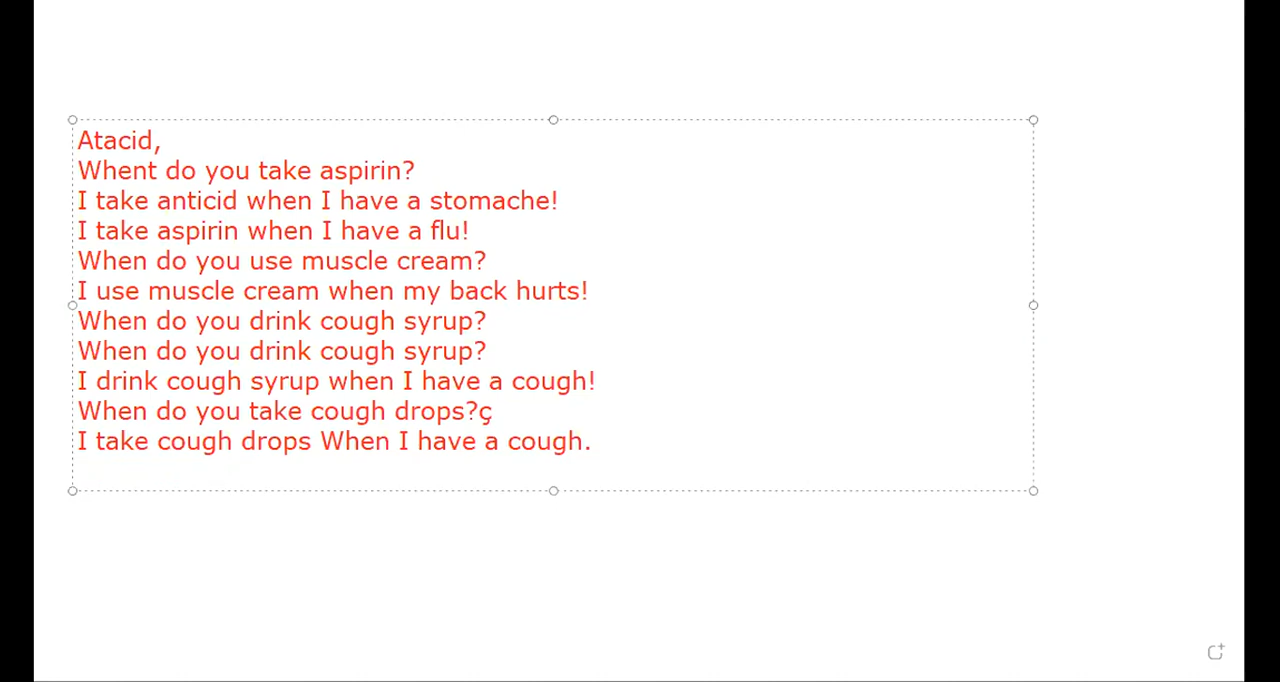 Atacid,
Whent do you take aspirin?
I take anticid when I have a stomache!
I take aspirin when I have a flu!
When do you use muscle cream?
I use muscle cream when my back hurts!
When do you drink cough syrup?
When do you drink cough syrup?
I drink cough syrup when I have a cough!
When do you take cough drops?ç
I take cough drops When I have a cough.